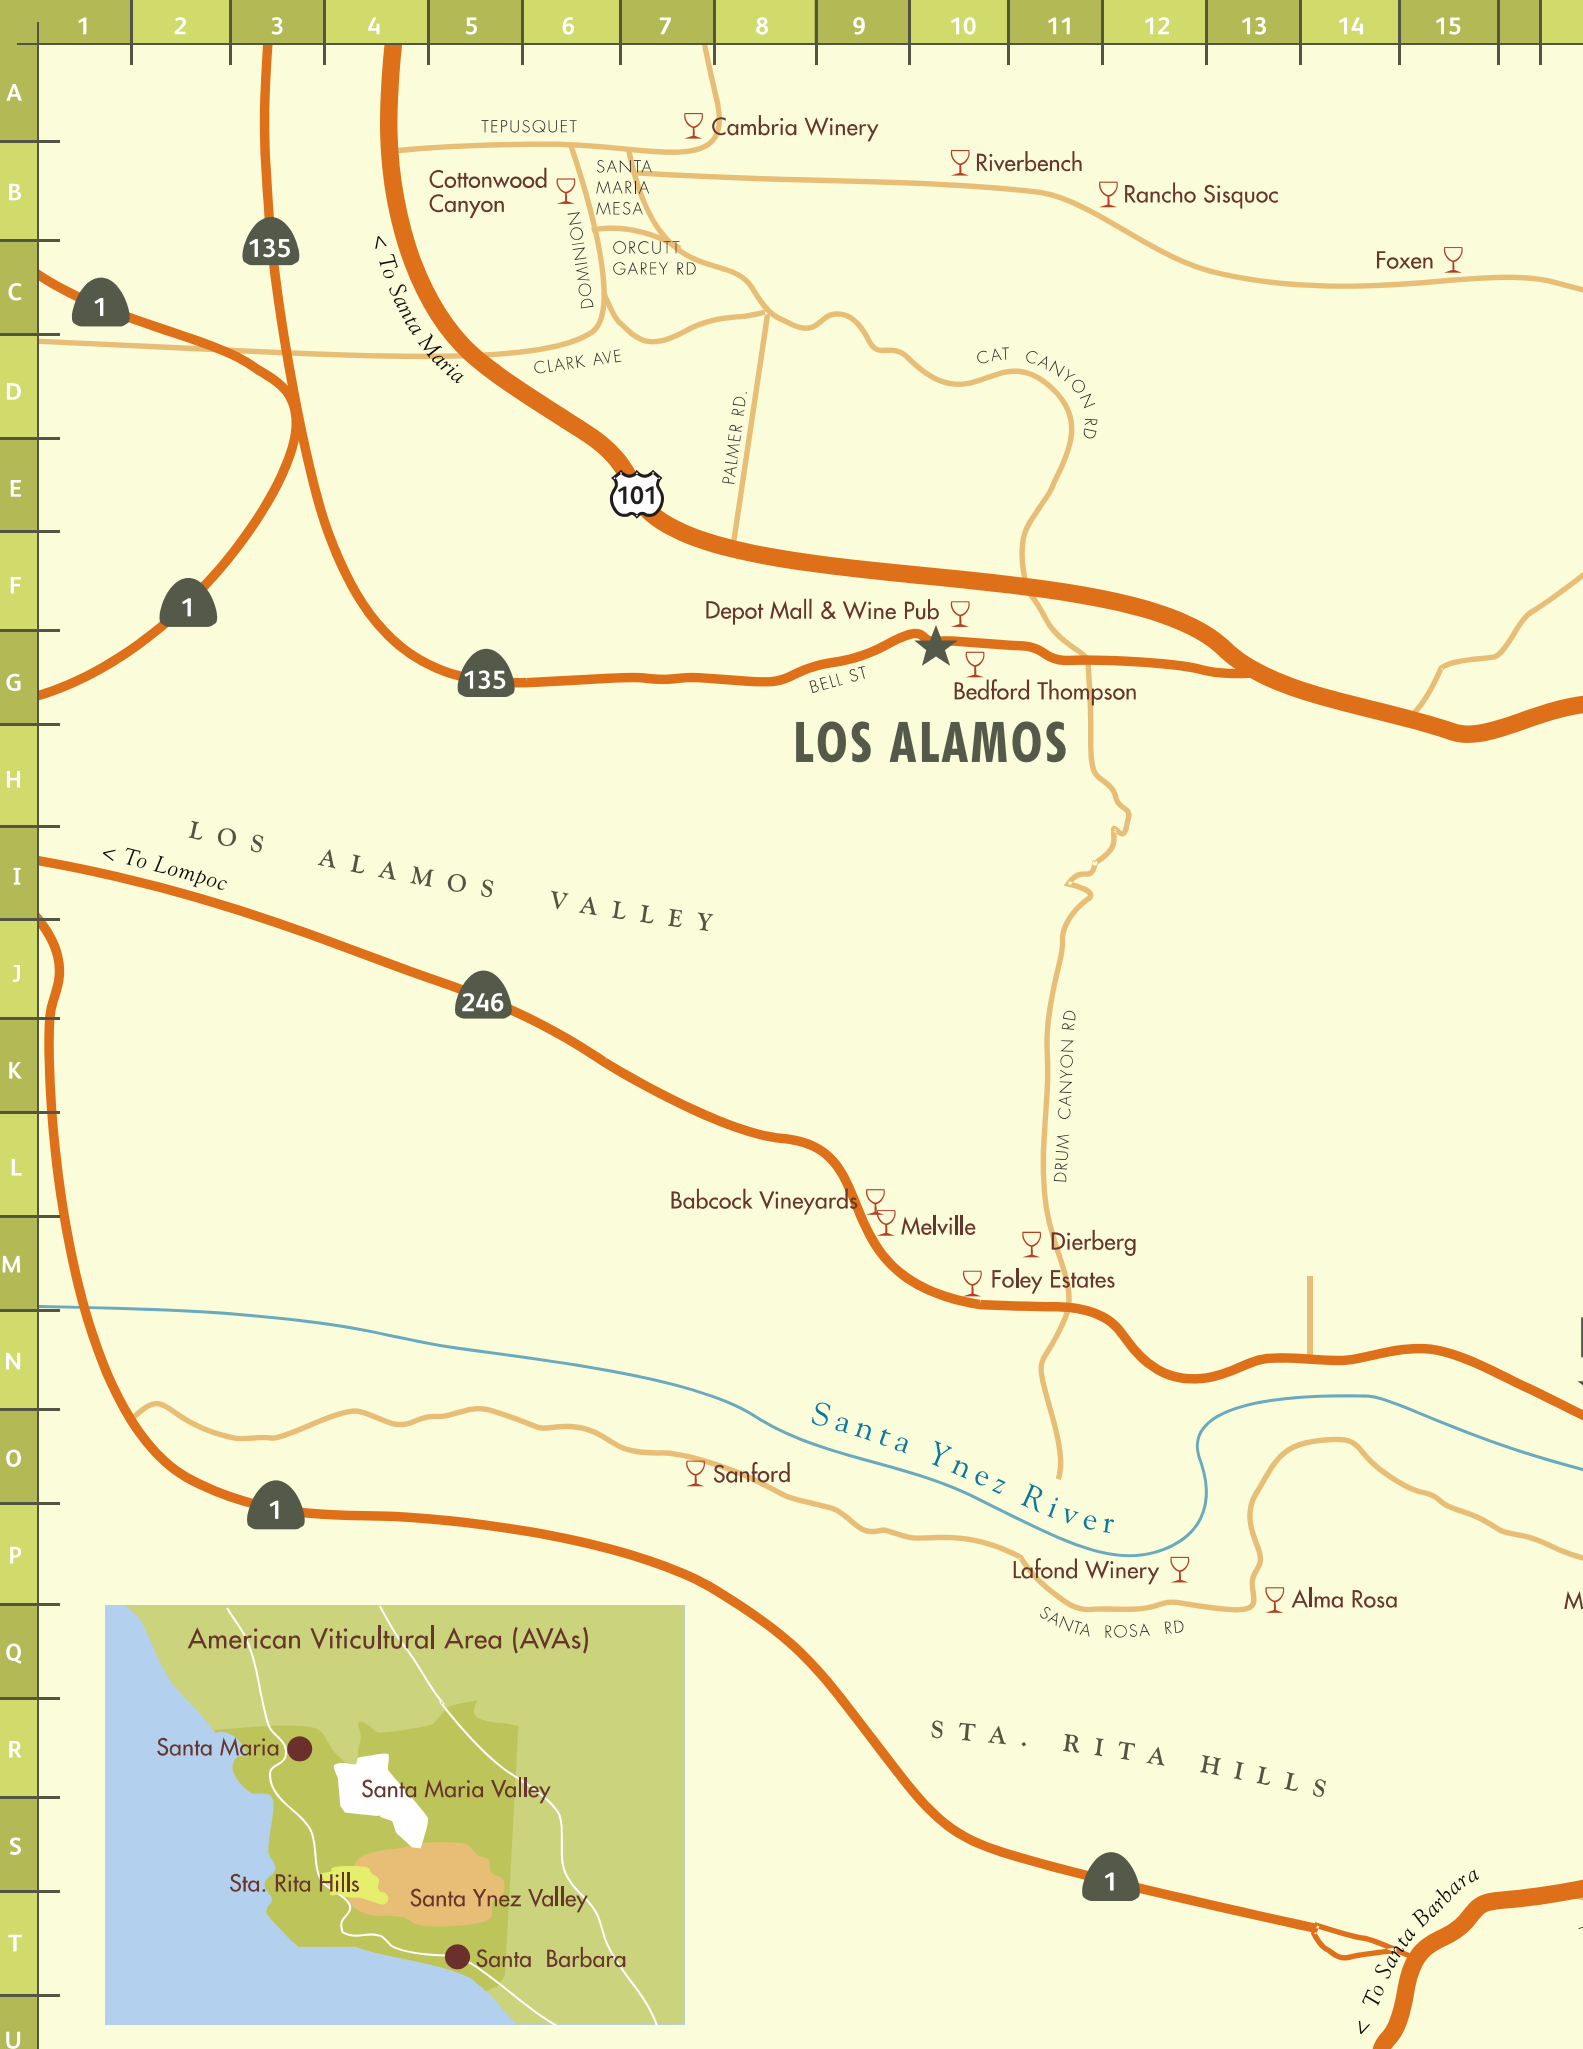 1 2 3 4 5 6 7 8 9 10 11 12 13 14 15
A
B
C
D
E
F
G
H
I
J
K
L
M
N
O
P
Q
R
S
T
U
TEPUSQUET
Cambria Winery
Cottonwood
Canyon
SANTA
MARIA
MESA
Riverbench
Rancho Sisquoc
135
DOMINION
ORCUTT
GAREY RD
Foxen
1
< To Santa Maria
CLARK AVE
CAT CANYON RD
PALMER RD.
101
1
Depot Mall & Wine Pub
135
BELL ST
Bedford Thompson
LOS ALAMOS
LOS ALAMOS VALLEY
< To Lompoc
246
DRUM CANYON RD
Babcock Vineyards
Melville
Dierberg
Foley Estates
Santa Ynez River
Sanford
1
Lafond Winery
Alma Rosa
M
SANTA ROSA RD
STA. RITA HILLS
1
< To Santa Barbara
American Viticultural Area (AVAs)
Santa Maria
Santa Maria Valley
Sta. Rita Hills
Santa Ynez Valley
Santa Barbara